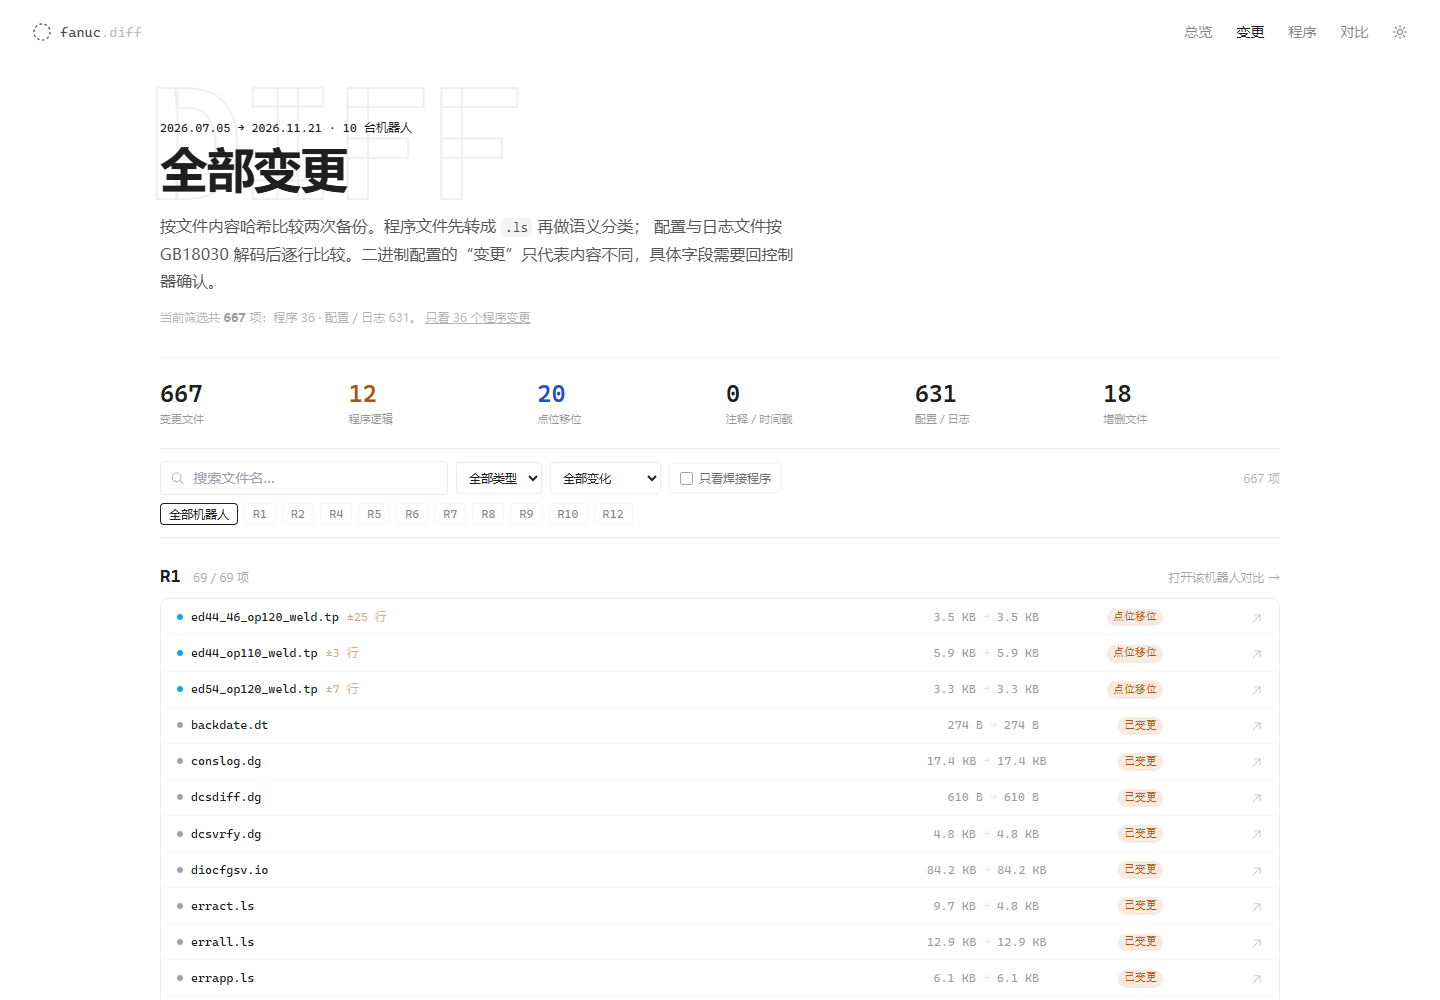 fanuc.diff
总览 变更 程序 对比
DIFF
2026.07.05 → 2026.11.21 · 10 台机器人
全部变更
按文件内容哈希比较两次备份。程序文件先转成 .ls 再做语义分类； 配置与日志文件按
GB18030 解码后逐行比较。二进制配置的“变更”只代表内容不同，具体字段需要回控制
器确认。
当前筛选共 667 项：程序 36 · 配置 / 日志 631。 只看 36 个程序变更
667 12 20 0 631 18
变更文件 程序逻辑 点位移位 注释 / 时间戳 配置 / 日志 增删文件
搜索文件名... 全部类型 全部变化 只看焊接程序 667 项
全部机器人 R1 R2 R4 R5 R6 R7 R8 R9 R10 R12
R1 69 / 69 项 打开该机器人对比 →
ed44_46_op120_weld.tp ±25 行 3.5 KB → 3.5 KB 点位移位 ↗
ed44_op110_weld.tp ±3 行 5.9 KB → 5.9 KB 点位移位 ↗
ed54_op120_weld.tp ±7 行 3.3 KB → 3.3 KB 点位移位 ↗
backdate.dt 274 B → 274 B 已变更 ↗
conslog.dg 17.4 KB → 17.4 KB 已变更 ↗
dcsdiff.dg 610 B → 610 B 已变更 ↗
dcsvrfy.dg 4.8 KB → 4.8 KB 已变更 ↗
diocfgsv.io 84.2 KB → 84.2 KB 已变更 ↗
erract.ls 9.7 KB → 4.8 KB 已变更 ↗
errall.ls 12.9 KB → 12.9 KB 已变更 ↗
errapp.ls 6.1 KB → 6.1 KB 已变更 ↗